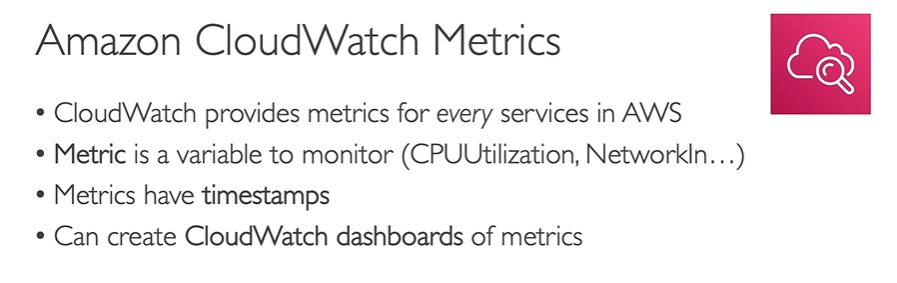 Amazon CloudWatch Metrics
• CloudWatch provides metrics for every services in AWS
• Metric is a variable to monitor (CPUUtilization, NetworkIn…)
• Metrics have timestamps
• Can create CloudWatch dashboards of metrics